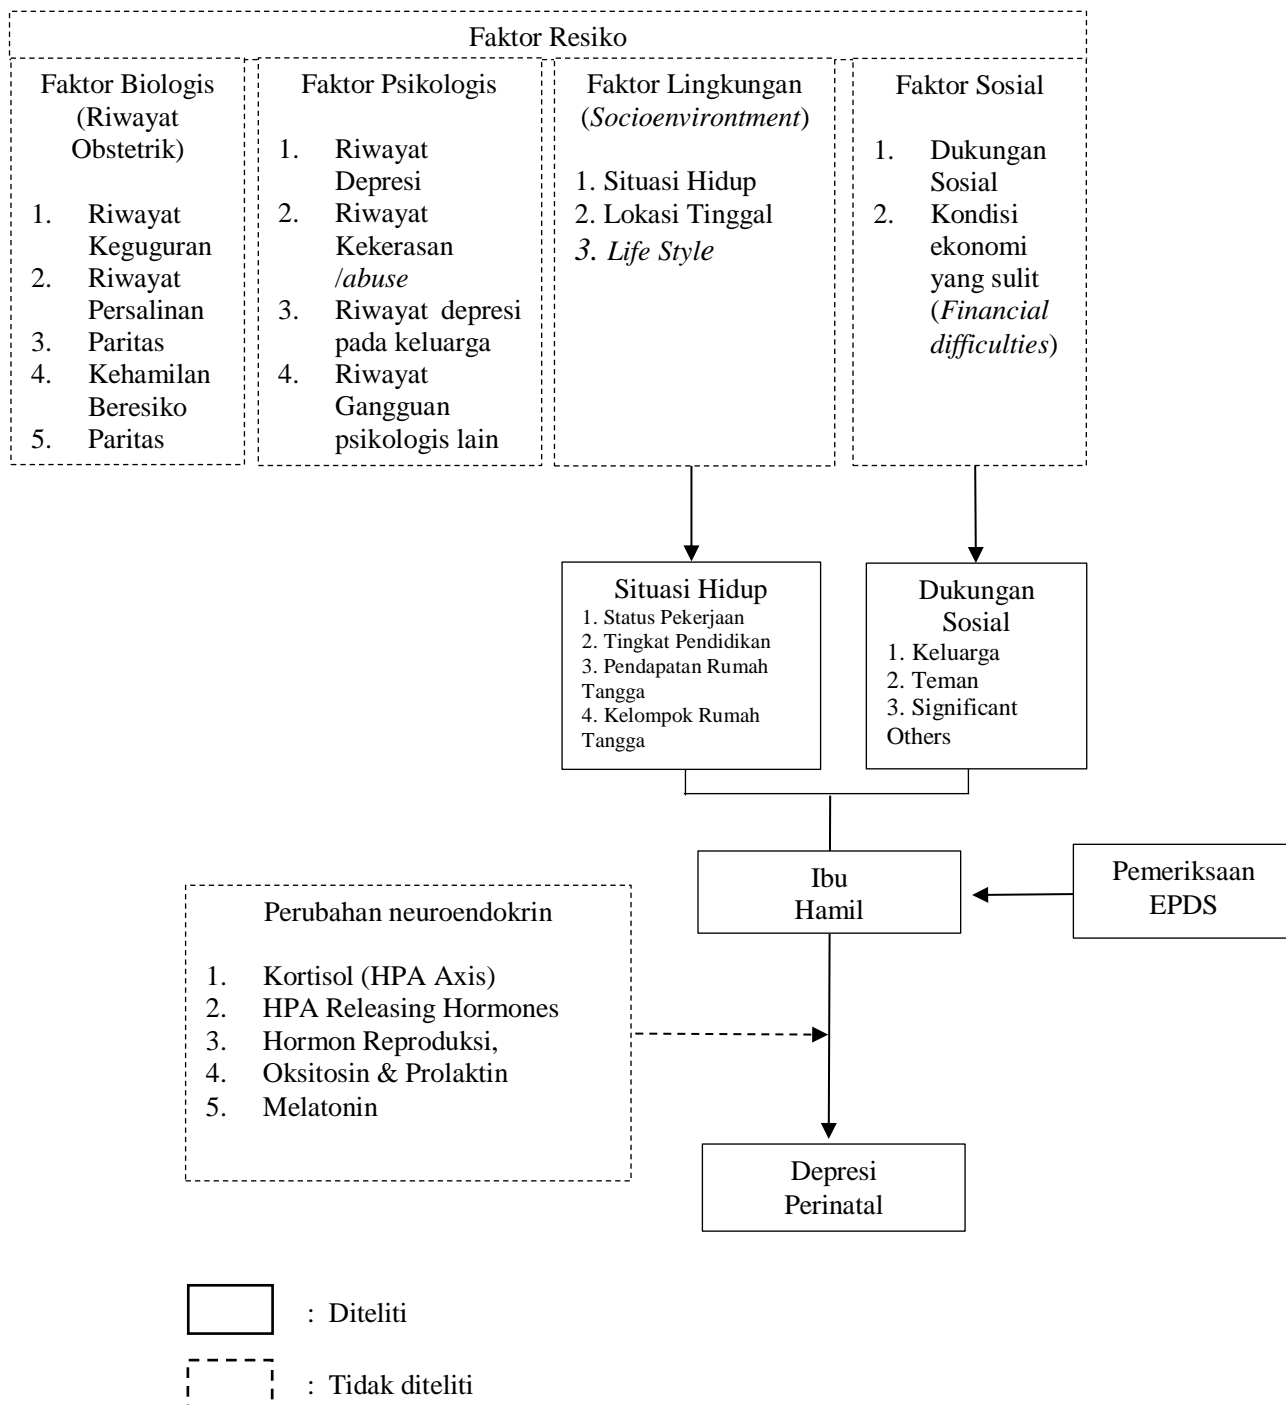 Faktor Resiko
Faktor Biologis
(Riwayat
Obstetrik)
1. Riwayat
Keguguran
2. Riwayat
Persalinan
3. Paritas
4. Kehamilan
Beresiko
5. Paritas
Faktor Psikologis
1. Riwayat
Depresi
2. Riwayat
Kekerasan
/abuse
3. Riwayat depresi
pada keluarga
4. Riwayat
Gangguan
psikologis lain
Faktor Lingkungan
(Socioenvirontment)
1. Situasi Hidup
2. Lokasi Tinggal
3. Life Style
Faktor Sosial
1. Dukungan
Sosial
2. Kondisi
ekonomi
yang sulit
(Financial
difficulties)
Situasi Hidup
1. Status Pekerjaan
2. Tingkat Pendidikan
3. Pendapatan Rumah
Tangga
4. Kelompok Rumah
Tangga
Dukungan
Sosial
1. Keluarga
2. Teman
3. Significant
Others
Ibu
Hamil
Pemeriksaan
EPDS
Perubahan neuroendokrin
1. Kortisol (HPA Axis)
2. HPA Releasing Hormones
3. Hormon Reproduksi,
4. Oksitosin & Prolaktin
5. Melatonin
Depresi
Perinatal
: Diteliti
: Tidak diteliti